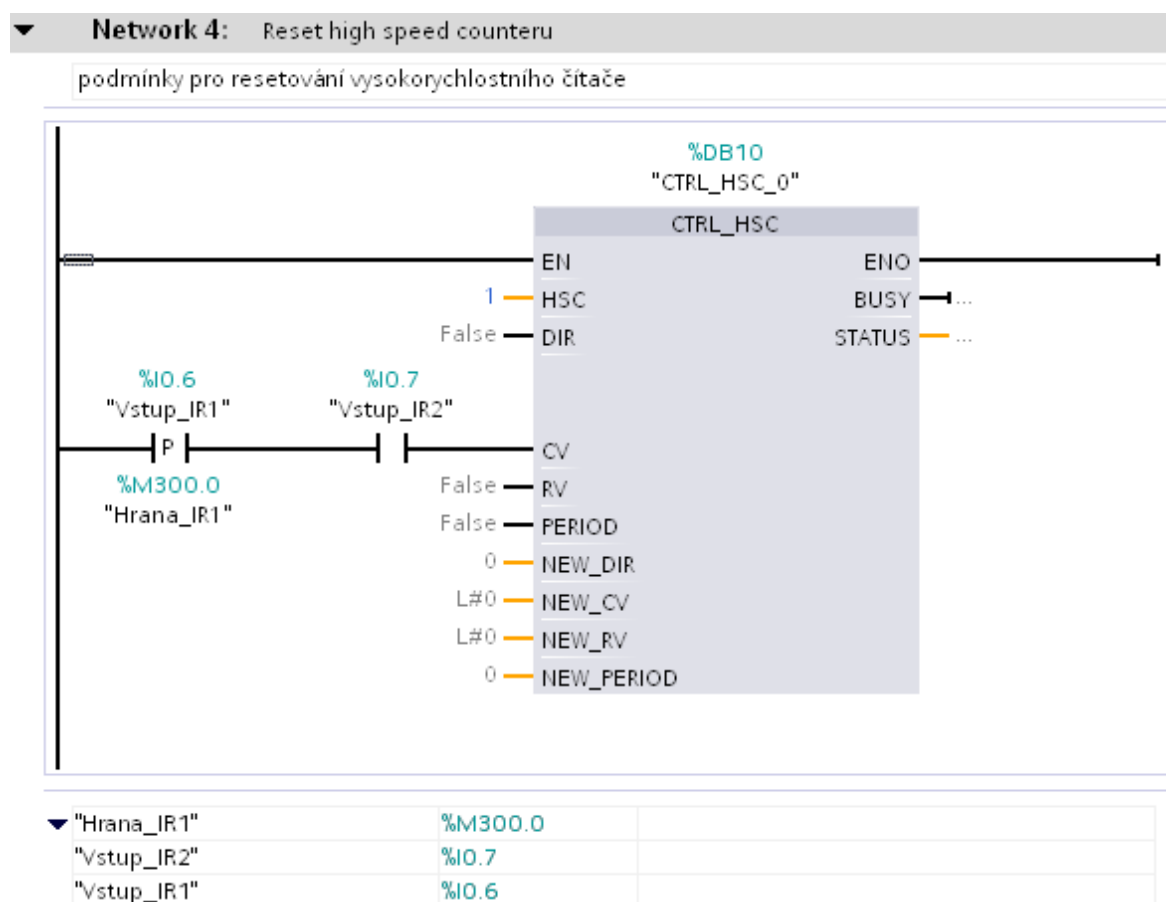 Network 4: Reset high speed counteru
podmínky pro resetování vysokorychlostního čítače
%DB10
"CTRL_HSC_0"
CTRL_HSC
EN ENO
1 HSC BUSY ...
False DIR STATUS ...
%I0.6 %I0.7
"Vstup_IR1" "Vstup_IR2"
P CV
%M300.0 False RV
"Hrana_IR1" False PERIOD
0 NEW_DIR
L#0 NEW_CV
L#0 NEW_RV
0 NEW_PERIOD
"Hrana_IR1" %M300.0
"Vstup_IR2" %I0.7
"Vstup_IR1" %I0.6